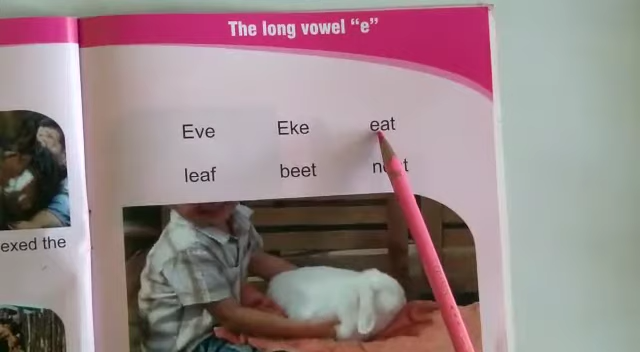 The long vowel “e”
Eve Eke eat
leaf beet
exed the